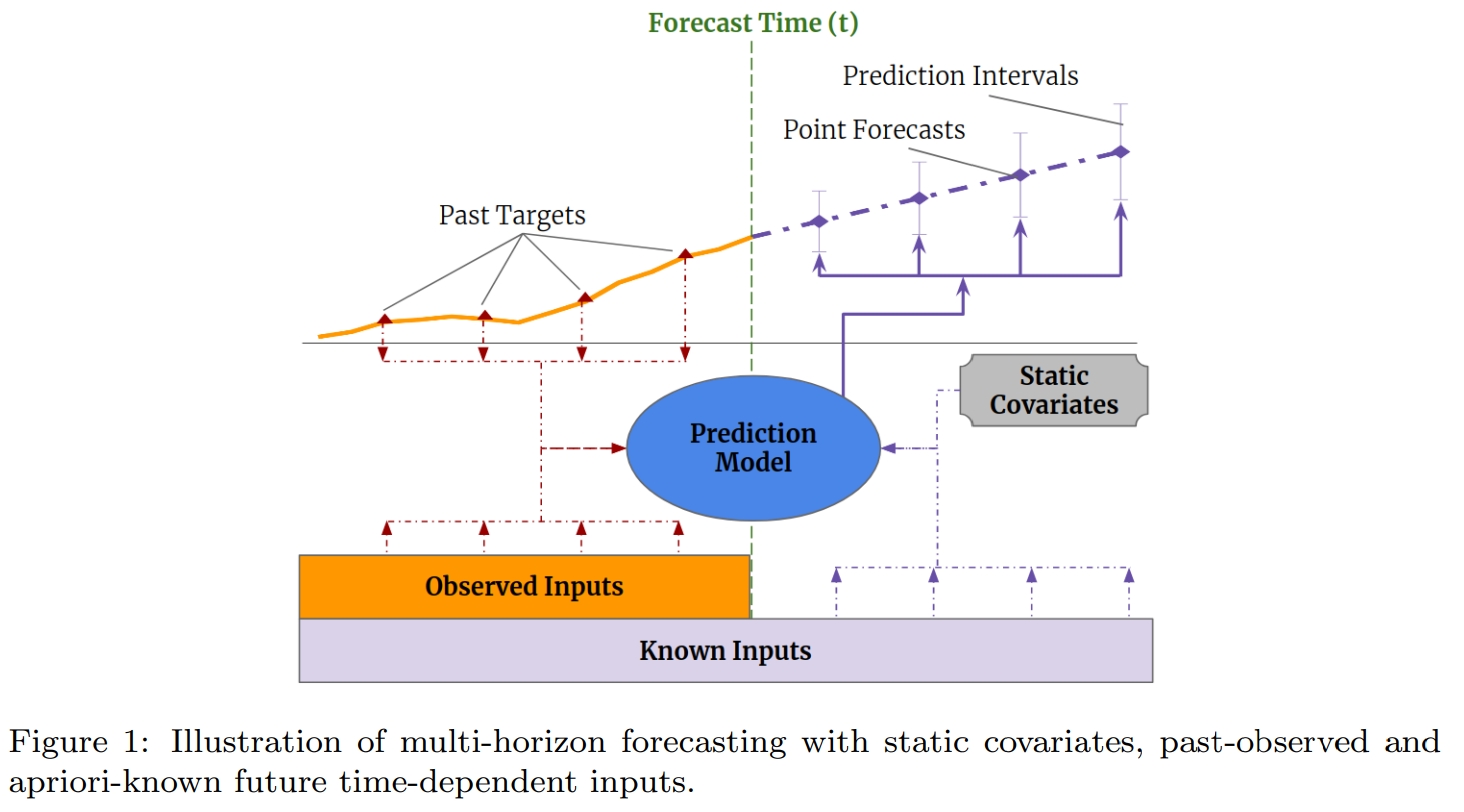 Forecast Time (t)
Prediction Intervals
Point Forecasts
Past Targets
Static
Covariates
Prediction
Model
Observed Inputs
Known Inputs
Figure 1: Illustration of multi-horizon forecasting with static covariates, past-observed and
apriori-known future time-dependent inputs.